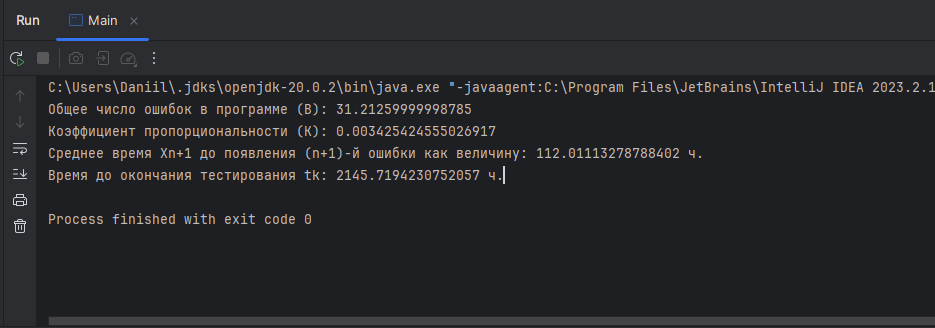 Run
Main
C:\Users\Daniil\.jdks\openjdk-20.0.2\bin\java.exe "-javaagent:C:\Program Files\JetBrains\IntelliJ IDEA 2023.2.1
Общее число ошибок в программе (B): 31.21259999998785
Коэффициент пропорциональности (K): 0.003425424555026917
Среднее время Xn+1 до появления (n+1)-й ошибки как величину: 112.01113278788402 ч.
Время до окончания тестирования tk: 2145.7194230752057 ч.
Process finished with exit code 0